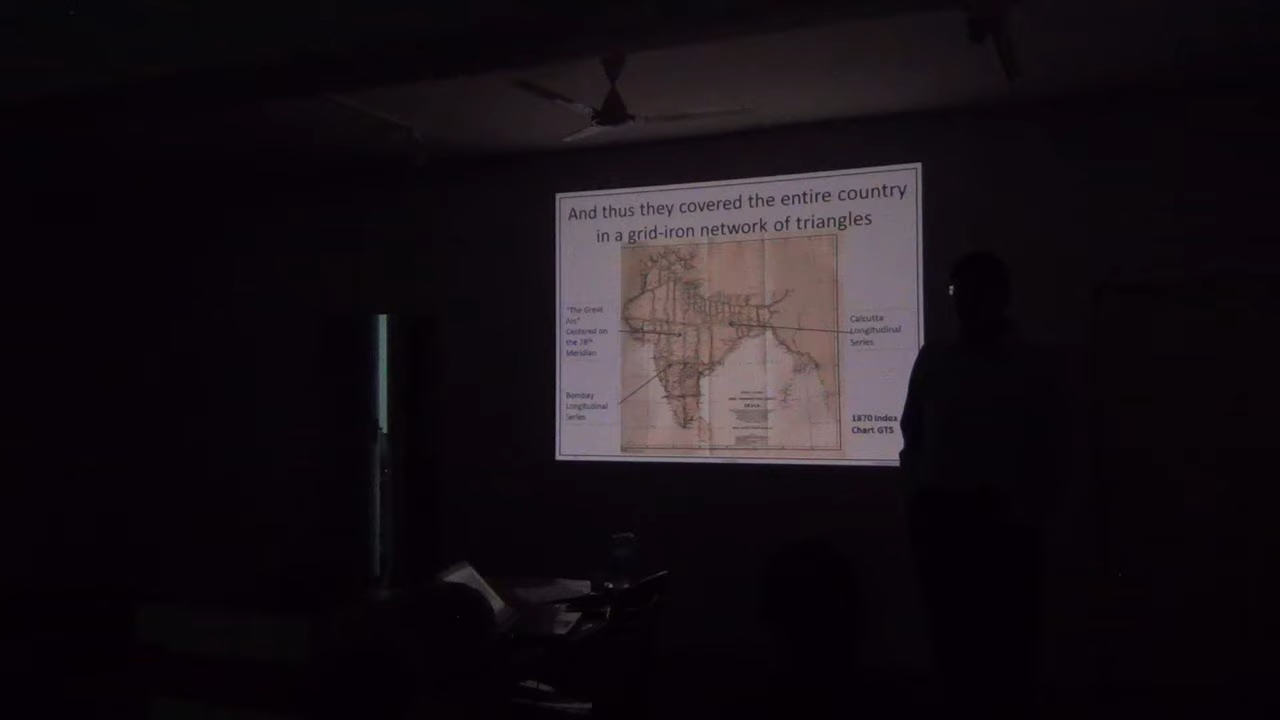 And thus they covered the entire country
in a grid-iron network of triangles
"The Great
Arc"
Centered on
the 78th
Meridian
Calcutta
Longitudinal
Series
Bombay
Longitudinal
Series
1870 Index
Chart GTS